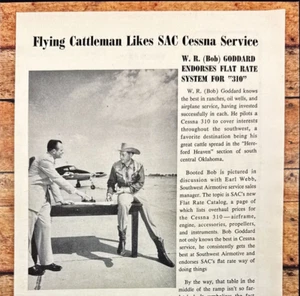 Flying Cattleman Likes SAC Cessna Service
W. R. (Bob) GODDARD
ENDORSES FLAT RATE
SYSTEM FOR "310"
W. R. (Bob) Goddard knows
the best in ranches, oil wells, and
airplane service, having invested
successfully in each. He pilots a
Cessna 310 to cover interests
throughout the southwest, a
favorite destination being his
great cattle spread in the "Here-
ford Heaven" section of south
central Oklahoma.
Booted Bob is pictured in
discussion with Earl Webb,
Southwest Airmotive service sales
manager. The topic is SAC's new
Flat Rate Catalog, a page of
which lists overhaul prices for
the Cessna 310—airframe,
engine, accessories, propellers,
and instruments. Bob Goddard
not only knows the best in Cessna
service, he consistently gets the
best at Southwest Airmotive and
endorses SAC's flat rate way of
doing things
By the way, that table in the
middle of the ramp isn't so far-